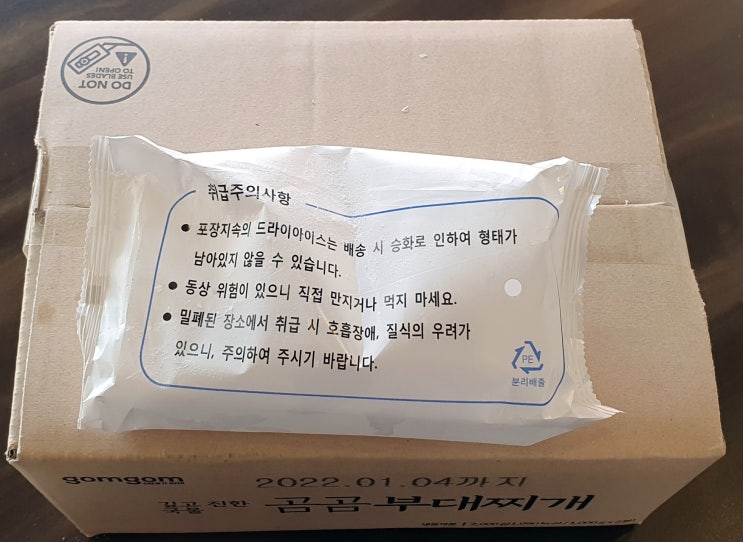 DO NOT
USE BLADES
TO OPEN!
취급주의사항
● 포장지속의 드라이아이스는 배송 시 승화로 인하여 형태가
남아있지 않을 수 있습니다.
● 동상 위험이 있으니 직접 만지거나 먹지 마세요.
● 밀폐된 장소에서 취급 시 호흡장애, 질식의 우려가
있으니, 주의하여 주시기 바랍니다.
PE
분리배출
gomgom
2022.01.04까지
곰곰 부대찌개